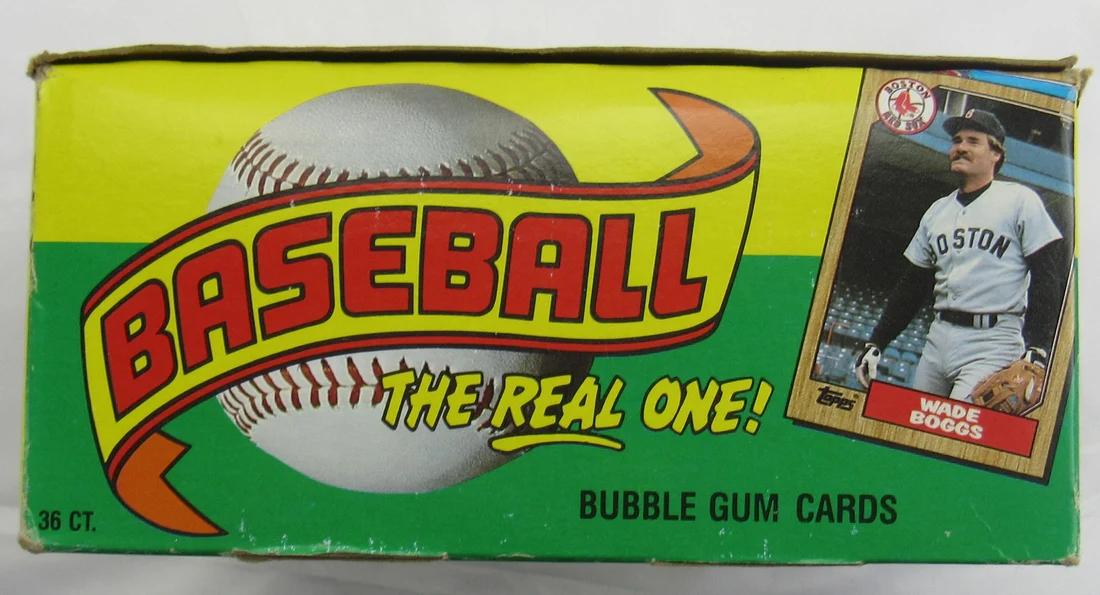 BASEBALL
THE REAL ONE!
BUBBLE GUM CARDS
36 CT.
BOSTON
RED SOX
B
BOSTON
topps
WADE
BOGGS